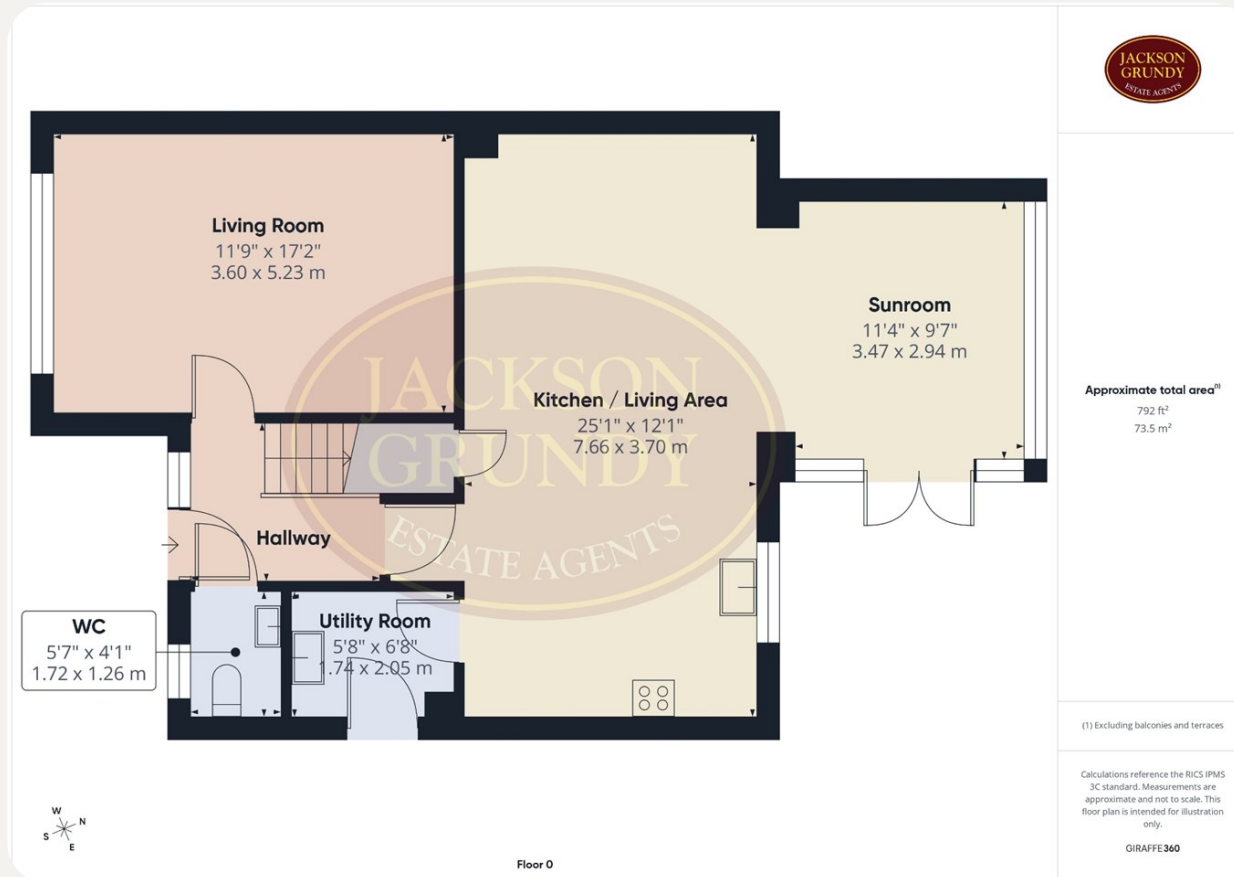 JACKSON
GRUNDY
ESTATE AGENTS
Living Room
11'9" x 17'2"
3.60 x 5.23 m
Sunroom
11'4" x 9'7"
3.47 x 2.94 m
JACKSON
GRUNDY
ESTATE AGENTS
Kitchen / Living Area
25'1" x 12'1"
7.66 x 3.70 m
Hallway
WC
5'7" x 4'1"
1.72 x 1.26 m
Utility Room
5'8" x 6'8"
1.74 x 2.05 m
Approximate total area(1)
792 ft²
73.5 m²
(1) Excluding balconies and terraces
Calculations reference the RICS IPMS
3C standard. Measurements are
approximate and not to scale. This
floor plan is intended for illustration
only.
GIRAFFE360
W
N
S
E
Floor 0